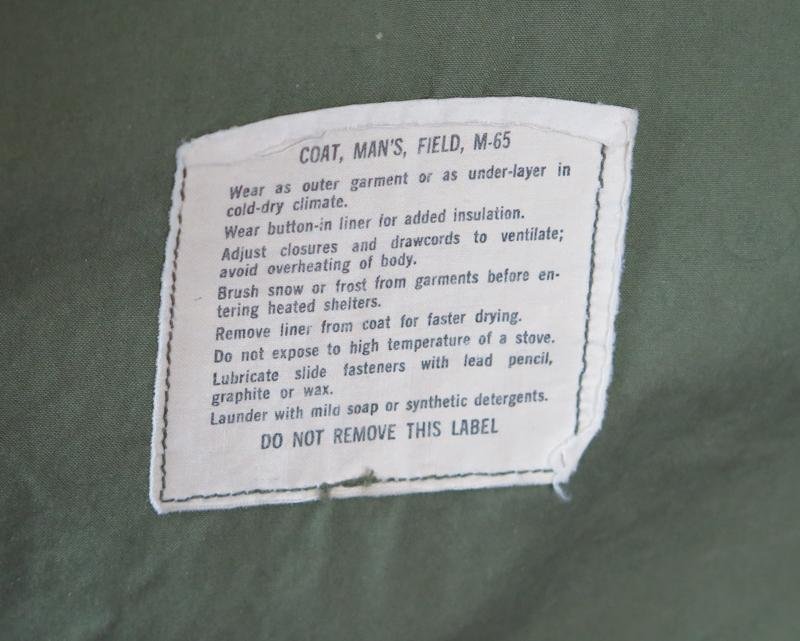 COAT, MAN'S, FIELD, M-65
Wear as outer garment or as under-layer in
cold-dry climate.
Wear button-in liner for added insulation.
Adjust closures and drawcords to ventilate;
avoid overheating of body.
Brush snow or frost from garments before en-
tering heated shelters.
Remove liner from coat for faster drying.
Do not expose to high temperature of a stove.
Lubricate slide fasteners with lead pencil,
graphite or wax.
Launder with mild soap or synthetic detergents.
DO NOT REMOVE THIS LABEL